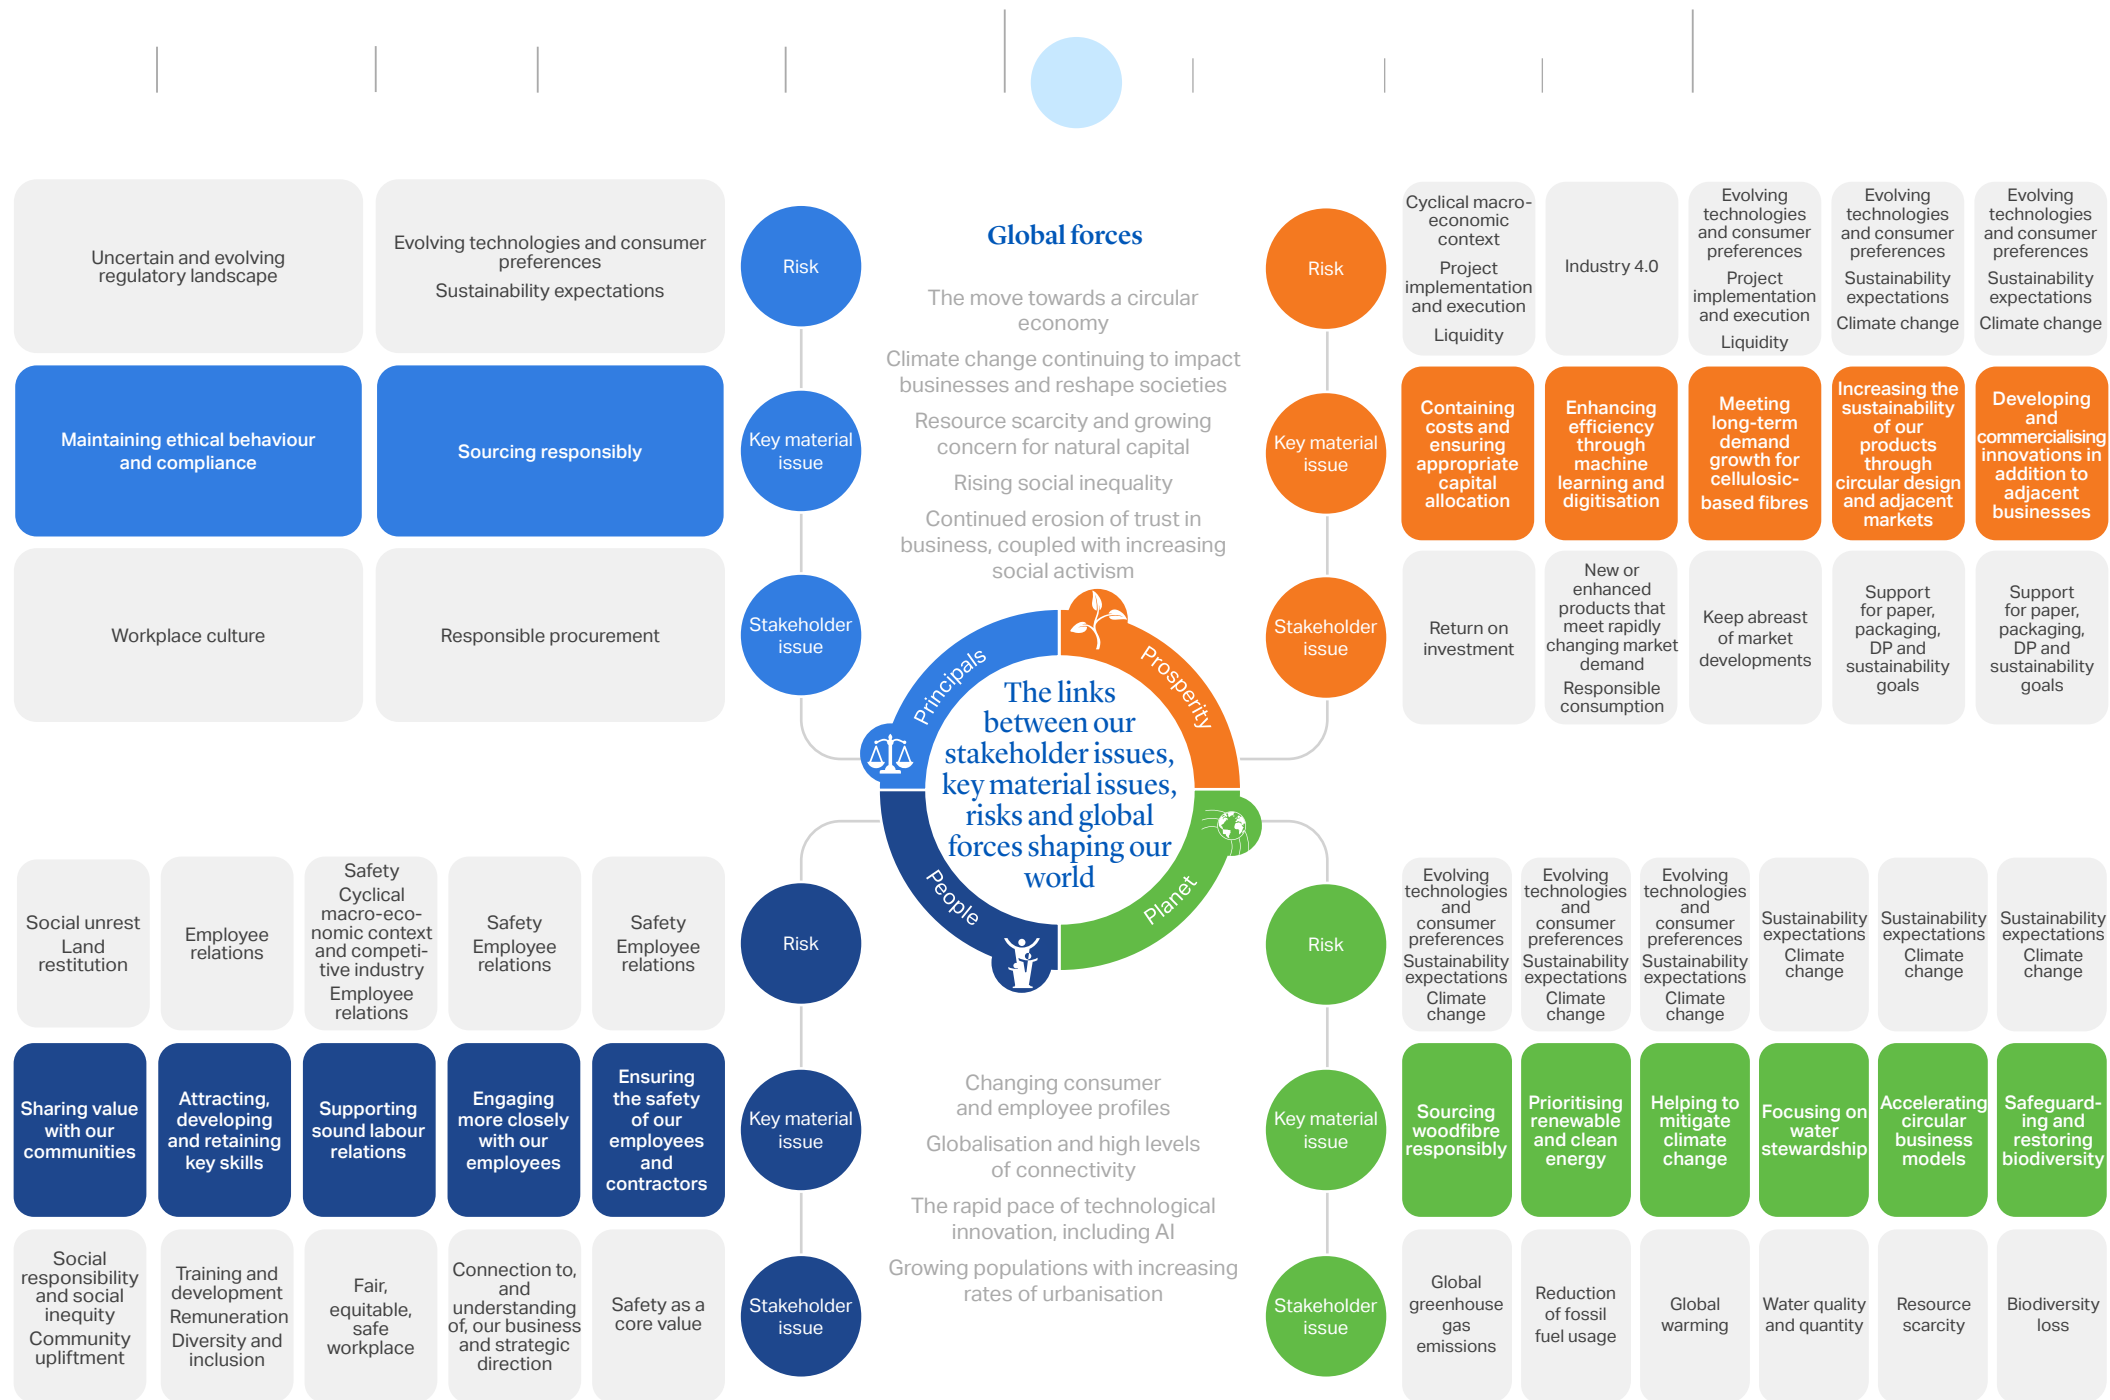 Uncertain and evolving
regulatory landscape
Evolving technologies and consumer
preferences
Sustainability expectations
Risk
Maintaining ethical behaviour
and compliance
Sourcing responsibly
Key material
issue
Workplace culture
Responsible procurement
Stakeholder
issue
Global forces
The move towards a circular
economy
Climate change continuing to impact
businesses and reshape societies
Resource scarcity and growing
concern for natural capital
Rising social inequality
Continued erosion of trust in
business, coupled with increasing
social activism
Risk
Cyclical macro-
economic
context
Project
implementation
and execution
Liquidity
Industry 4.0
Evolving
technologies
and consumer
preferences
Project
implementation
and execution
Liquidity
Evolving
technologies
and consumer
preferences
Sustainability
expectations
Climate change
Evolving
technologies
and consumer
preferences
Sustainability
expectations
Climate change
Key material
issue
Containing
costs and
ensuring
appropriate
capital
allocation
Enhancing
efficiency
through
machine
learning and
digitisation
Meeting
long-term
demand
growth for
cellulosic-
based fibres
Increasing the
sustainability
of our
products
through
circular design
and adjacent
markets
Developing
and
commercialising
innovations in
addition to
adjacent
businesses
Stakeholder
issue
Return on
investment
New or
enhanced
products that
meet rapidly
changing market
demand
Responsible
consumption
Keep abreast
of market
developments
Support
for paper,
packaging,
DP and
sustainability
goals
Support
for paper,
packaging,
DP and
sustainability
goals
Principals
Prosperity
The links
between our
stakeholder issues,
key material issues,
risks and global
forces shaping our
world
People
Planet
Social unrest
Land
restitution
Employee
relations
Safety
Cyclical
macro-eco-
nomic context
and competi-
tive industry
Employee
relations
Safety
Employee
relations
Safety
Employee
relations
Risk
Sharing value
with our
communities
Attracting,
developing
and retaining
key skills
Supporting
sound labour
relations
Engaging
more closely
with our
employees
Ensuring
the safety
of our
employees
and
contractors
Key material
issue
Social
responsibility
and social
inequity
Community
upliftment
Training and
development
Remuneration
Diversity and
inclusion
Fair,
equitable,
safe
workplace
Connection to,
and
understanding
of, our business
and strategic
direction
Safety as a
core value
Stakeholder
issue
Changing consumer
and employee profiles
Globalisation and high levels
of connectivity
The rapid pace of technological
innovation, including AI
Growing populations with increasing
rates of urbanisation
Risk
Evolving
technologies
and
consumer
preferences
Sustainability
expectations
Climate
change
Evolving
technologies
and
consumer
preferences
Sustainability
expectations
Climate
change
Evolving
technologies
and
consumer
preferences
Sustainability
expectations
Climate
change
Sustainability
expectations
Climate
change
Sustainability
expectations
Climate
change
Sustainability
expectations
Climate
change
Key material
issue
Sourcing
woodfibre
responsibly
Prioritising
renewable
and clean
energy
Helping to
mitigate
climate
change
Focusing on
water
stewardship
Accelerating
circular
business
models
Safeguard-
ing and
restoring
biodiversity
Stakeholder
issue
Global
greenhouse
gas
emissions
Reduction
of fossil
fuel usage
Global
warming
Water quality
and quantity
Resource
scarcity
Biodiversity
loss